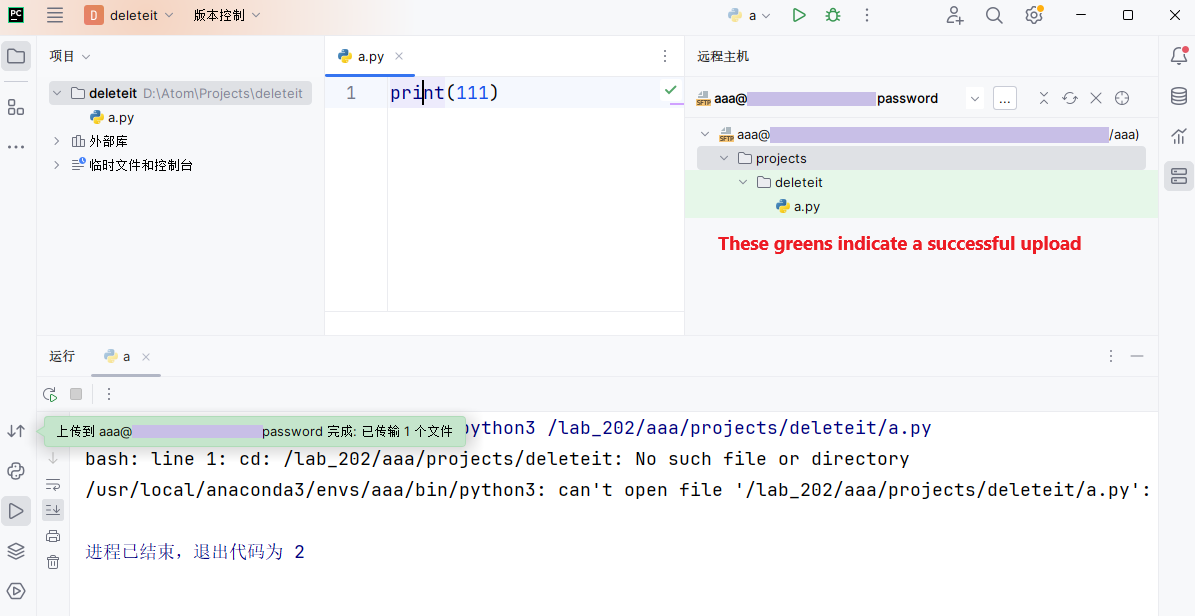 PC
D deleteit 版本控制
a
项目
a.py
远程主机
deleteit D:\Atom\Projects\deleteit
a.py
外部库
临时文件和控制台
1 print(111)
SFTP aaa@ password ...
SFTP aaa@ /aaa)
projects
deleteit
a.py
These greens indicate a successful upload
运行 a
上传到 aaa@ password 完成: 已传输 1 个文件
python3 /lab_202/aaa/projects/deleteit/a.py
bash: line 1: cd: /lab_202/aaa/projects/deleteit: No such file or directory
/usr/local/anaconda3/envs/aaa/bin/python3: can't open file '/lab_202/aaa/projects/deleteit/a.py':
进程已结束，退出代码为 2